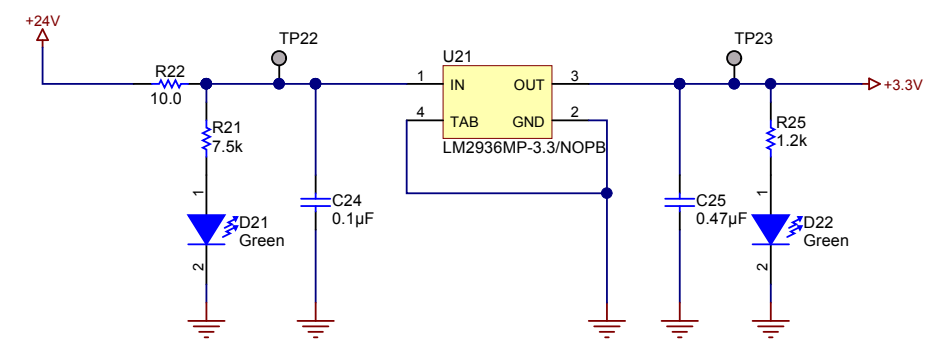 +24V
TP22
TP23
U21
R22
10.0
1
IN
OUT
3
+3.3V
4
TAB
GND
2
LM2936MP-3.3/NOPB
R21
7.5k
R25
1.2k
1
C24
0.1µF
C25
0.47µF
1
D21
Green
D22
Green
2
2